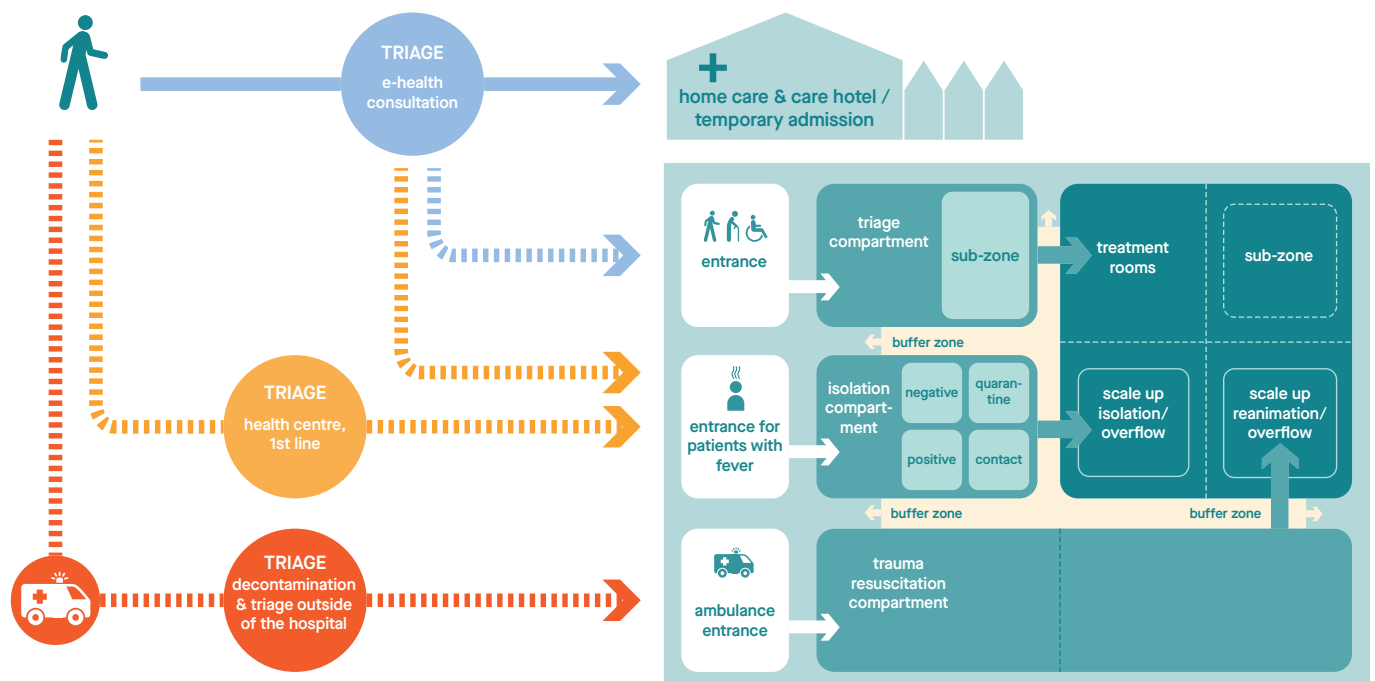 TRIAGE
e-health
consultation
home care & care hotel /
temporary admission
entrance
triage
compartment
sub-zone
treatment
rooms
sub-zone
buffer zone
TRIAGE
health centre,
1st line
entrance for
patients with
fever
isolation
compart-
ment
negative
quaran-
tine
positive
contact
scale up
isolation/
overflow
scale up
reanimation/
overflow
buffer zone
buffer zone
TRIAGE
decontamination
& triage outside
of the hospital
ambulance
entrance
trauma
resuscitation
compartment